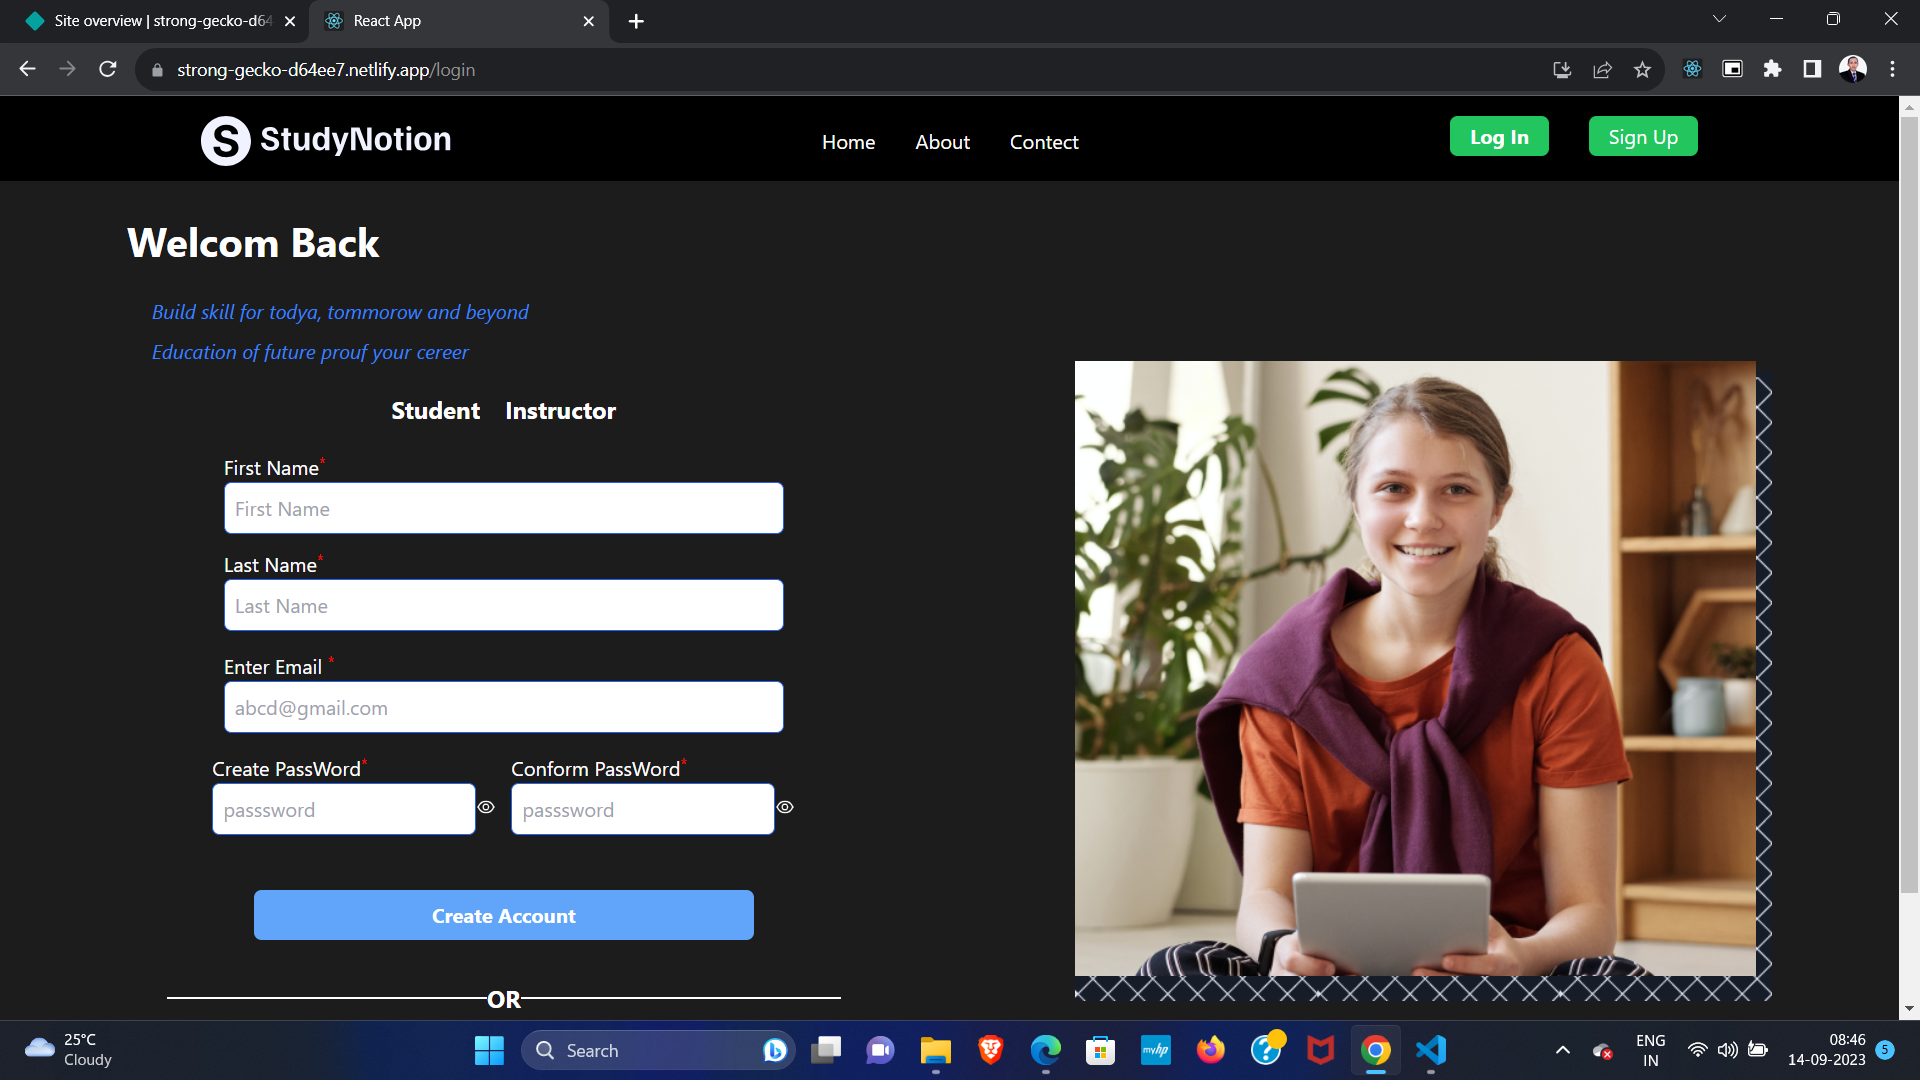 Site overview | strong-gecko-d64
React App
strong-gecko-d64ee7.netlify.app/login
S StudyNotion
Home
About
Contect
Log In
Sign Up
Welcom Back
Build skill for todya, tommorow and beyond
Education of future prouf your cereer
Student
Instructor
First Name*
First Name
Last Name*
Last Name
Enter Email *
abcd@gmail.com
Create PassWord*
Conform PassWord*
passsword
passsword
Create Account
OR
25°C
Cloudy
Search
myhp
ENG
IN
08:46
14-09-2023
5